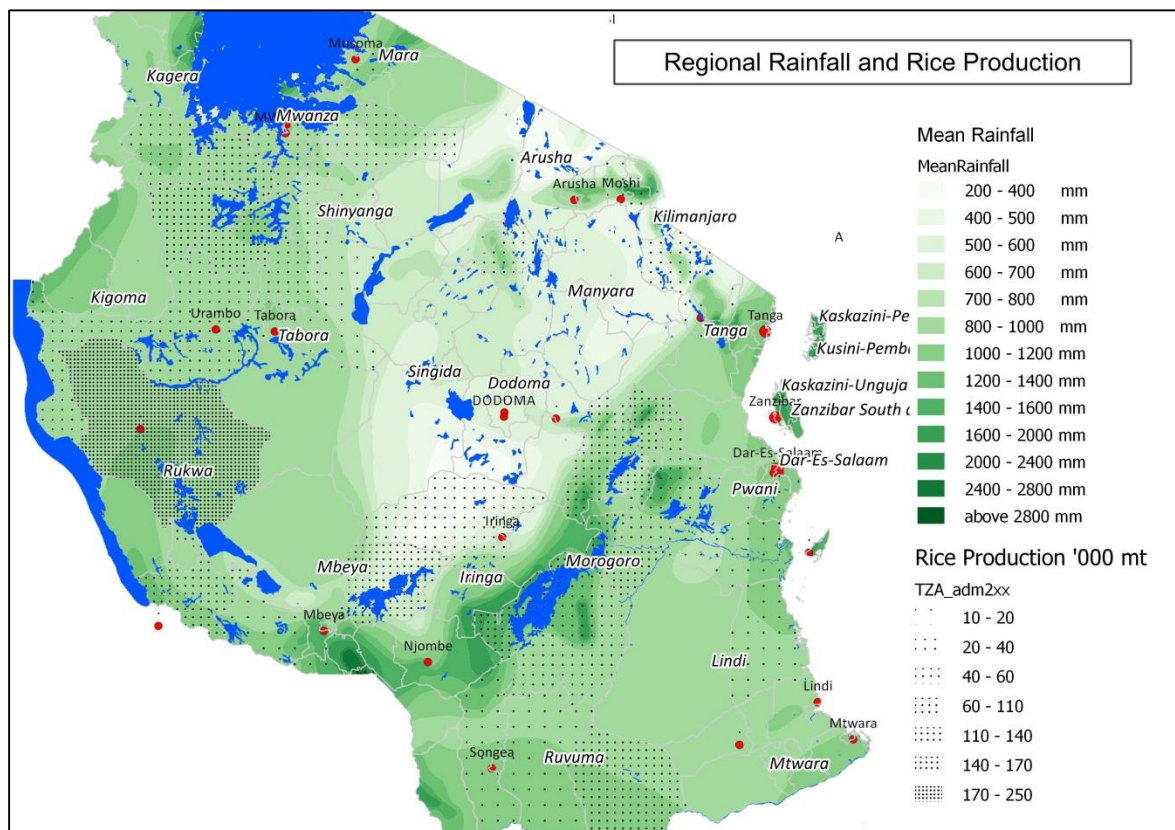 Regional Rainfall and Rice Production
Musoma
Mara
Kagera
Mwanza
Arusha
Arusha Moshi
Shinyanga
Kilimanjaro
A
Kigoma
Manyara
Urambo Tabora
Tabora
Tanga
Tanga
Kaskazini-Pe
Kusini-Pemb
Singida
Dodoma
DODOMA
Kaskazini-Unguja
Zanzibar
Zanzibar South a
Rukwa
Dar-Es-Salaam
Dar-Es-Salaam
Pwani
Iringa
Mbeya
Iringa
Morogoro
Mbeya
Njombe
Lindi
Lindi
Mtwara
Songea
Ruvuma
Mtwara
Mean Rainfall
MeanRainfall
200 - 400 mm
400 - 500 mm
500 - 600 mm
600 - 700 mm
700 - 800 mm
800 - 1000 mm
1000 - 1200 mm
1200 - 1400 mm
1400 - 1600 mm
1600 - 2000 mm
2000 - 2400 mm
2400 - 2800 mm
above 2800 mm
Rice Production '000 mt
TZA_adm2xx
10 - 20
20 - 40
40 - 60
60 - 110
110 - 140
140 - 170
170 - 250